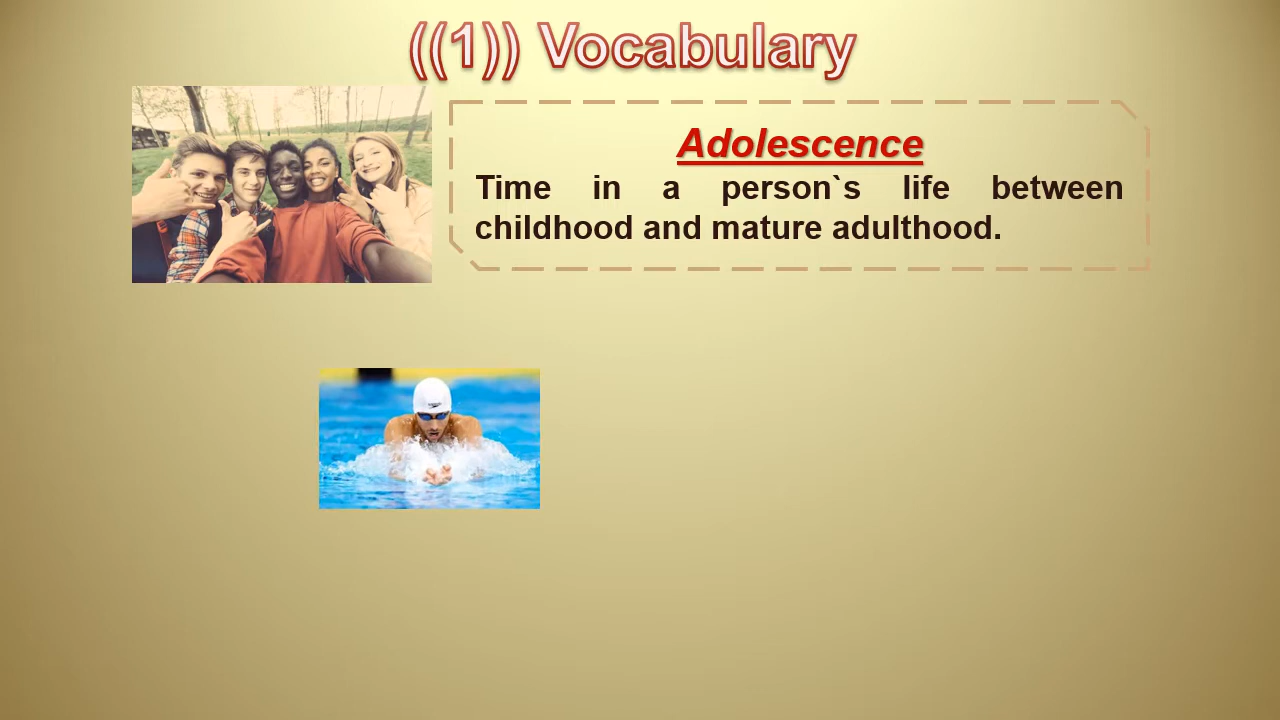 ((1)) Vocabulary
Adolescence
Time in a person`s life between
childhood and mature adulthood.